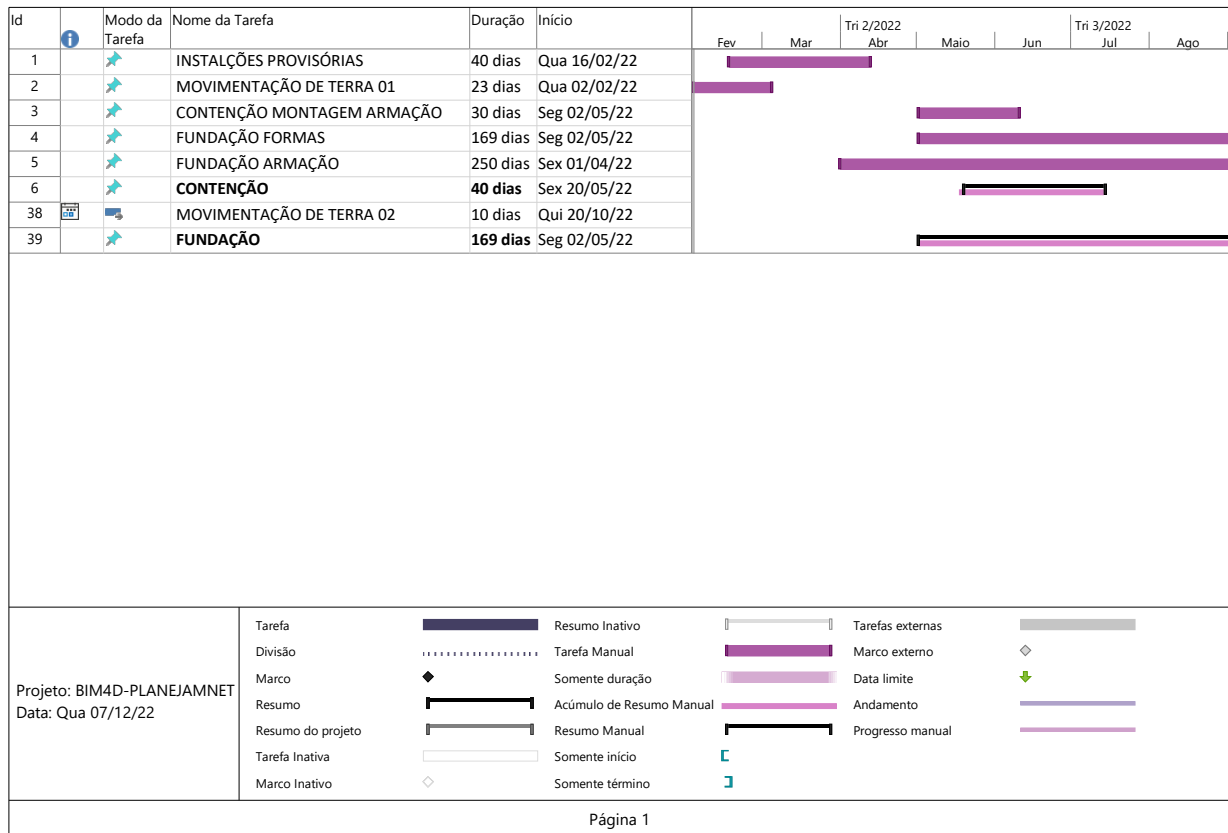 Id Modo da Tarefa Nome da Tarefa Duração Início
Tri 2/2022 Tri 3/2022
Fev Mar Abr Maio Jun Jul Ago
1 INSTALÇÕES PROVISÓRIAS 40 dias Qua 16/02/22
2 MOVIMENTAÇÃO DE TERRA 01 23 dias Qua 02/02/22
3 CONTENÇÃO MONTAGEM ARMAÇÃO 30 dias Seg 02/05/22
4 FUNDAÇÃO FORMAS 169 dias Seg 02/05/22
5 FUNDAÇÃO ARMAÇÃO 250 dias Sex 01/04/22
6 CONTENÇÃO 40 dias Sex 20/05/22
38 MOVIMENTAÇÃO DE TERRA 02 10 dias Qui 20/10/22
39 FUNDAÇÃO 169 dias Seg 02/05/22
Projeto: BIM4D-PLANEJAMNET
Data: Qua 07/12/22
Tarefa
Divisão
Marco
Resumo
Resumo do projeto
Tarefa Inativa
Marco Inativo
Resumo Inativo
Tarefa Manual
Somente duração
Acúmulo de Resumo Manual
Resumo Manual
Somente início
Somente término
Tarefas externas
Marco externo
Data limite
Andamento
Progresso manual
Página 1